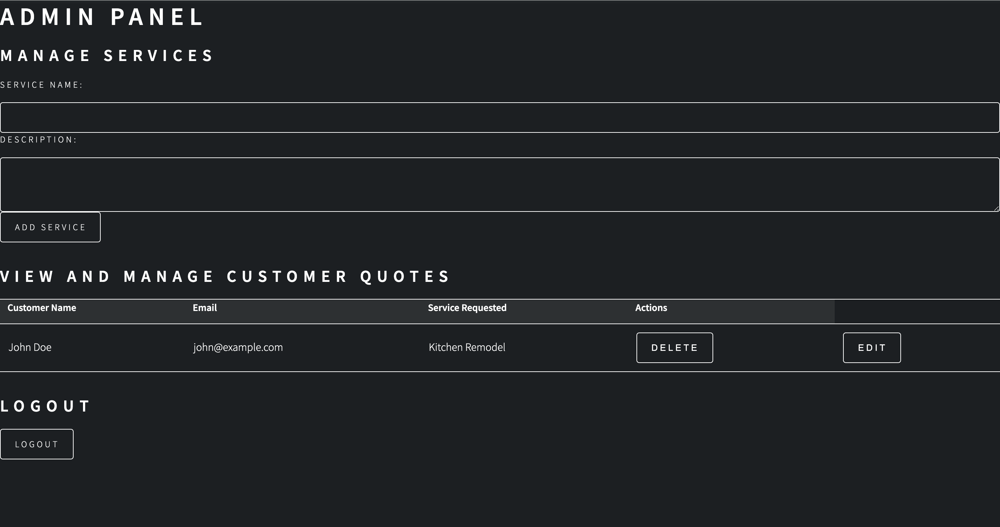 ADMIN PANEL
MANAGE SERVICES
SERVICE NAME:
DESCRIPTION:
ADD SERVICE
VIEW AND MANAGE CUSTOMER QUOTES
Customer Name Email Service Requested Actions
John Doe john@example.com Kitchen Remodel DELETE EDIT
LOGOUT
LOGOUT